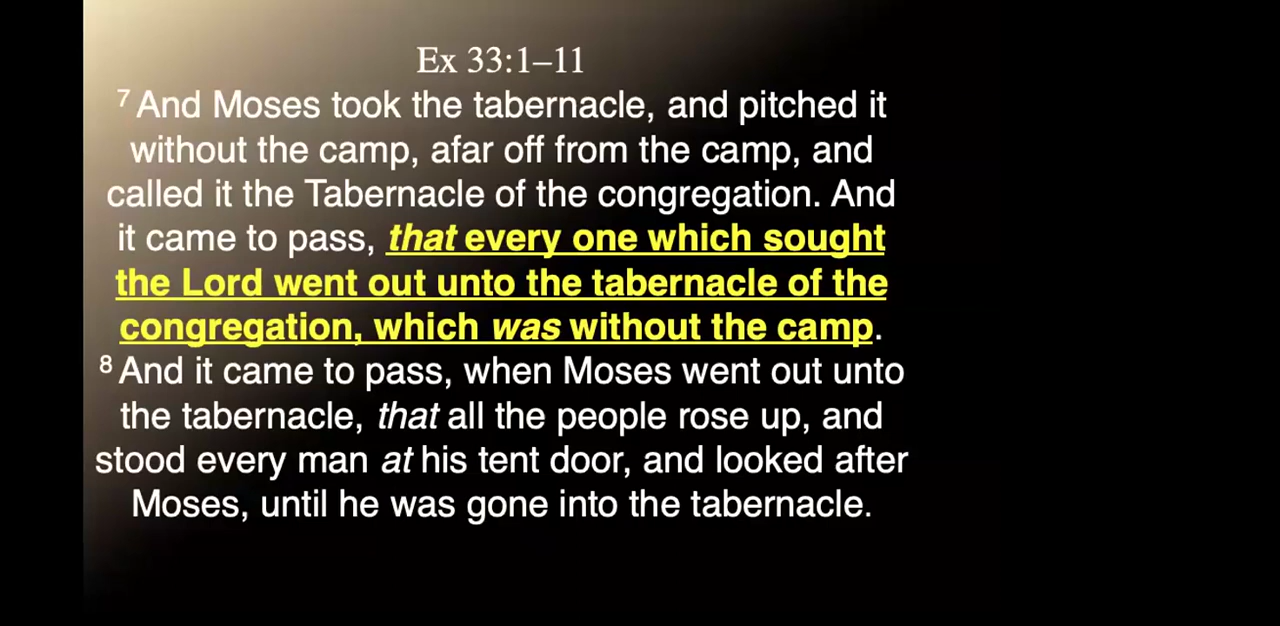 Ex 33:1–11
7 And Moses took the tabernacle, and pitched it
without the camp, afar off from the camp, and
called it the Tabernacle of the congregation. And
it came to pass, that every one which sought
the Lord went out unto the tabernacle of the
congregation, which was without the camp.
8 And it came to pass, when Moses went out unto
the tabernacle, that all the people rose up, and
stood every man at his tent door, and looked after
Moses, until he was gone into the tabernacle.